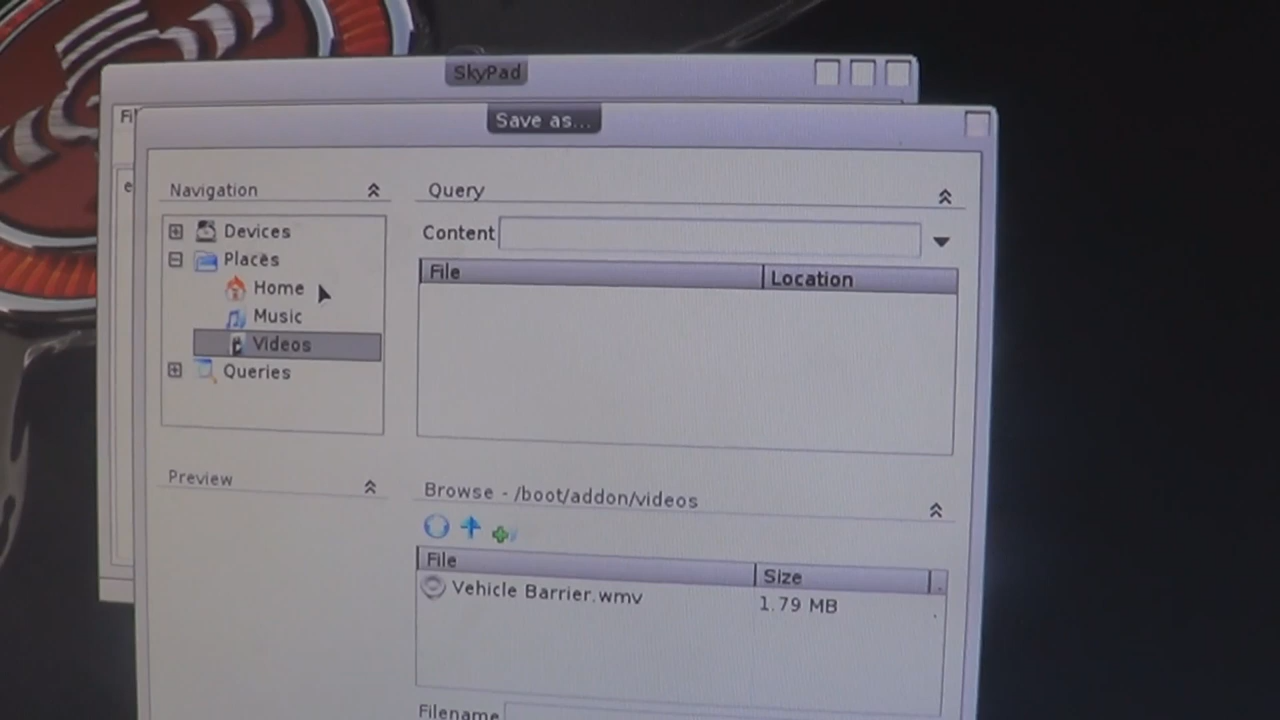 SkyPad
Fi
Save as...
e
Navigation
Devices
Places
Home
Music
Videos
Queries
Preview
Query
Content
File Location
Browse - /boot/addon/videos
File Size
Vehicle Barrier.wmv 1.79 MB
Filename